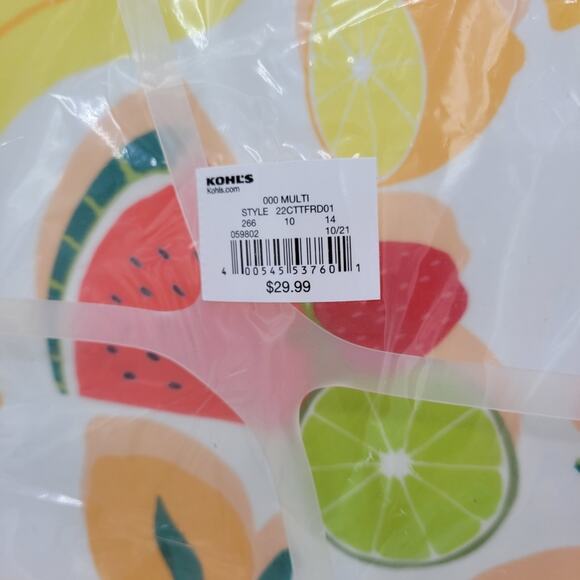 KOHL'S
Kohls.com
000 MULTI
STYLE 22CTTFRD01
266 10 14
059802 10/21
4 00545 53760 1
$29.99